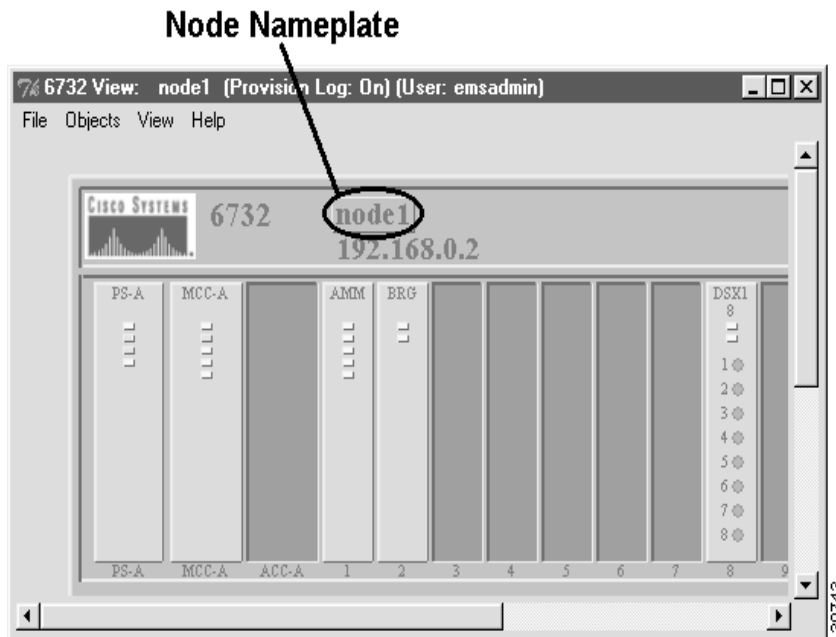 Node Nameplate
6732 View: node1 (Provision Log: On) (User: emsadmin)
File Objects View Help
CISCO SYSTEMS 6732 node1
192.168.0.2
PS-A MCC-A AMM BRG DSX1
8
1
2
3
4
5
6
7
8
PS-A MCC-A ACC-A 1 2 3 4 5 6 7 8 9